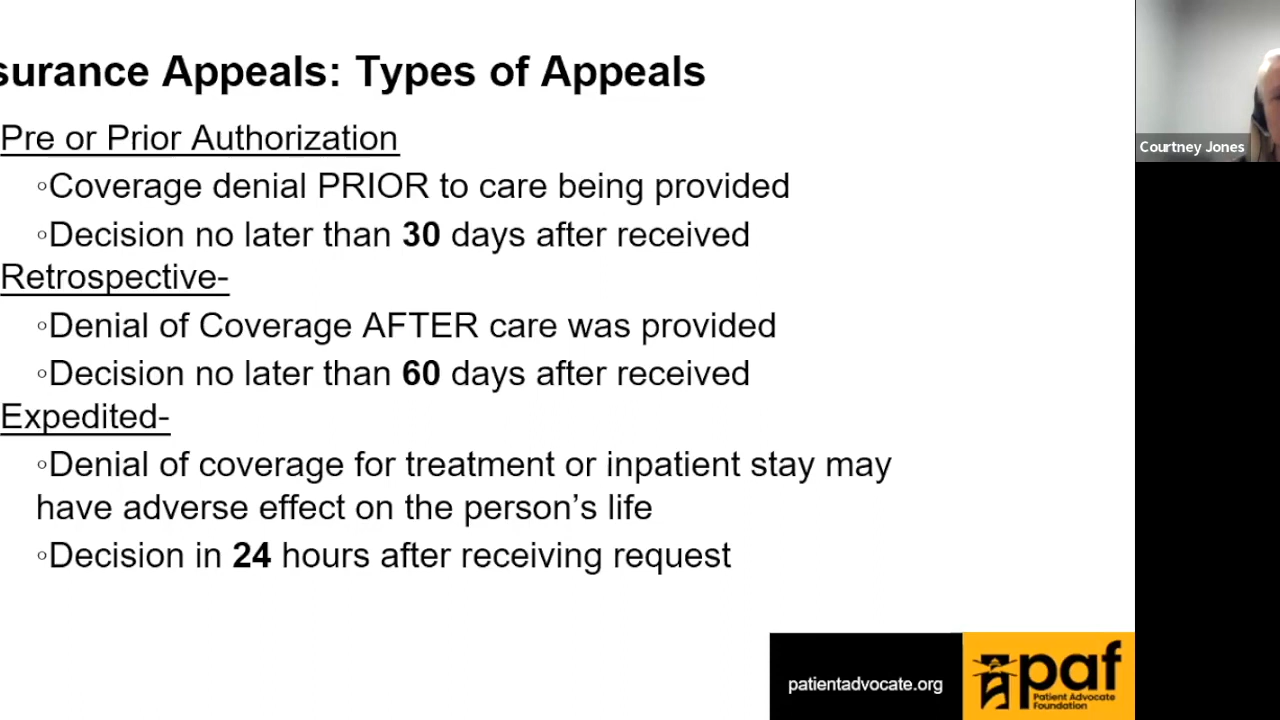 surance Appeals: Types of Appeals
Pre or Prior Authorization
◦Coverage denial PRIOR to care being provided
◦Decision no later than 30 days after received
Retrospective-
◦Denial of Coverage AFTER care was provided
◦Decision no later than 60 days after received
Expedited-
◦Denial of coverage for treatment or inpatient stay may
have adverse effect on the person’s life
◦Decision in 24 hours after receiving request
Courtney Jones
patientadvocate.org
paf
Patient Advocate
Foundation